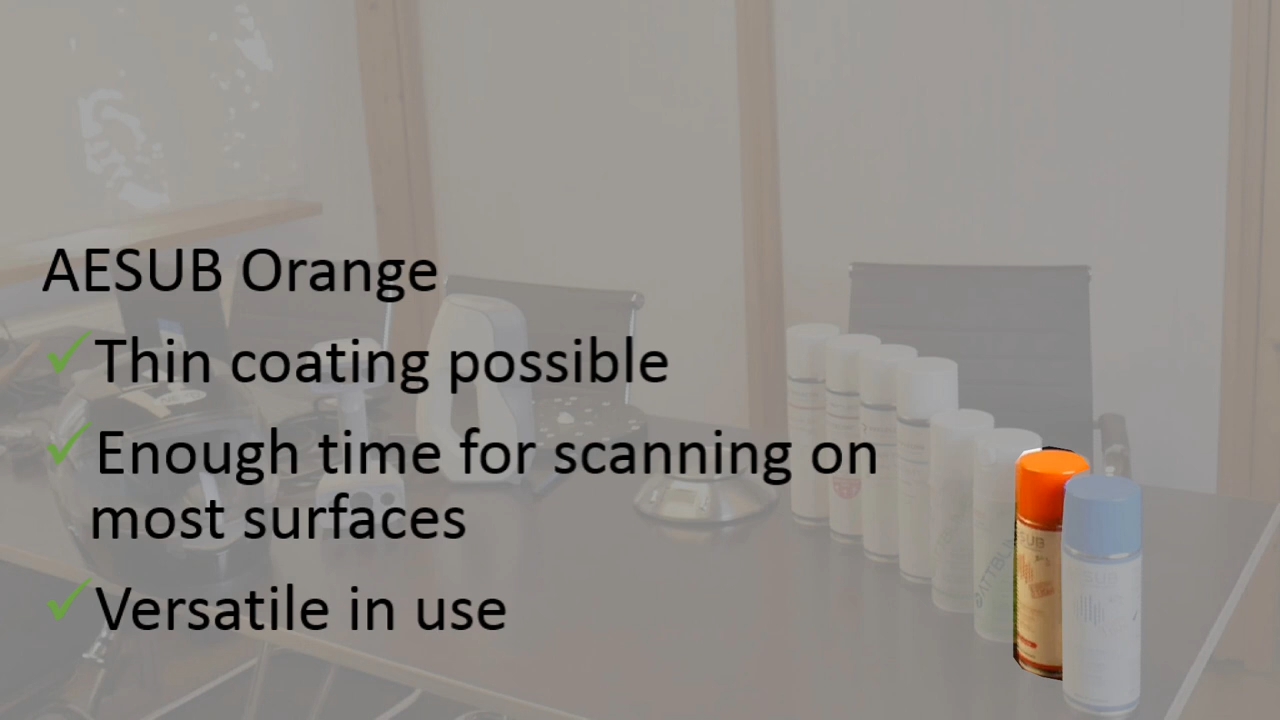 AESUB Orange
✓Thin coating possible
✓Enough time for scanning on
most surfaces
✓Versatile in use